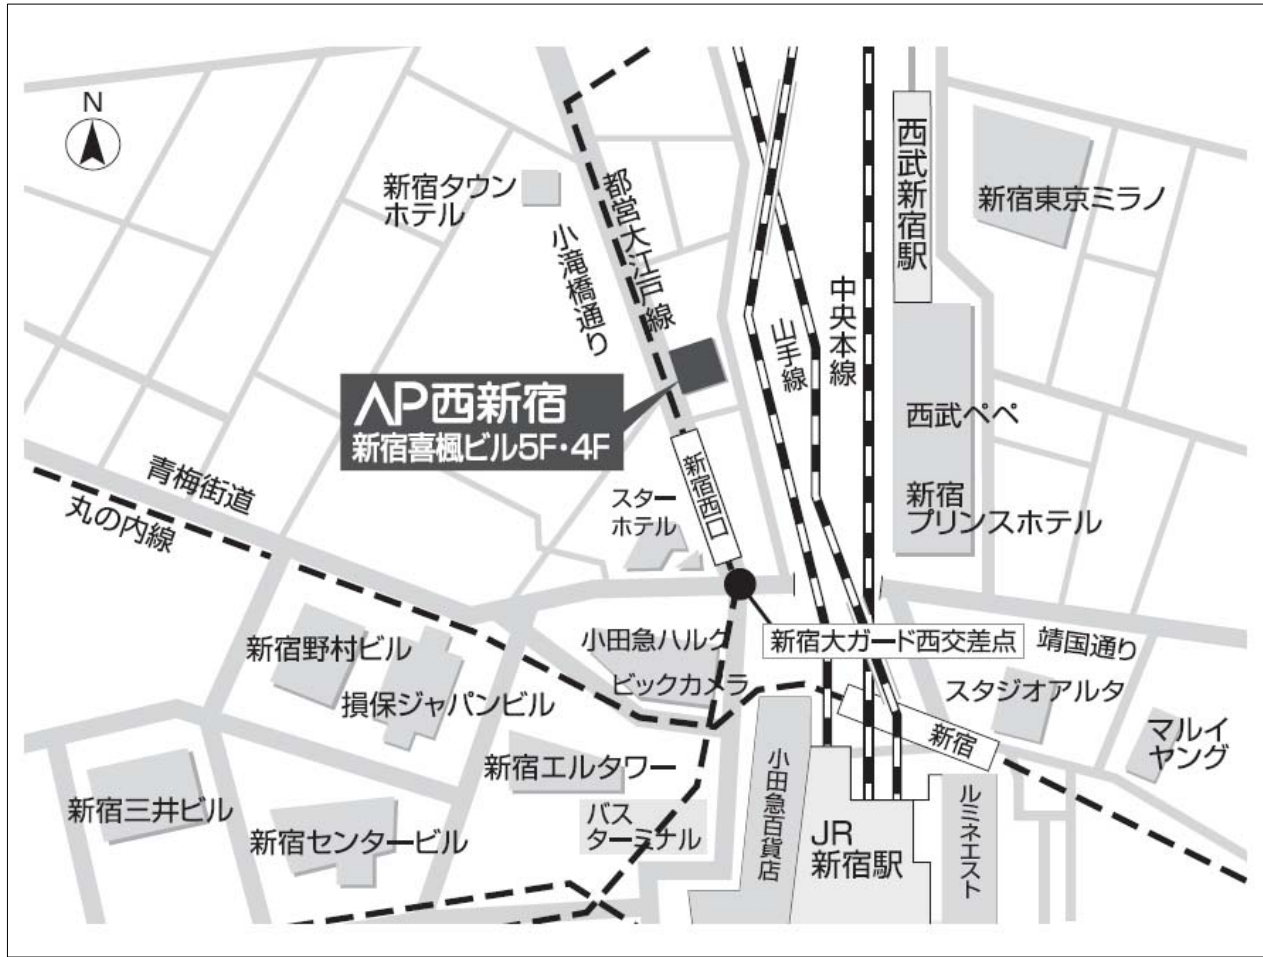 N
新宿タウン
ホテル
都営大江戸線
小滝橋通り
西武新宿駅
新宿東京ミラノ
中央本線
山手線
AP西新宿
新宿喜楓ビル5F・4F
西武ペペ
新宿
プリンスホテル
青梅街道
丸の内線
スター
ホテル
新宿西口
新宿大ガード西交差点
靖国通り
小田急ハルク
ビックカメラ
新宿野村ビル
損保ジャパンビル
スタジオアルタ
マルイ
ヤング
新宿
新宿エルタワー
バス
ターミナル
新宿三井ビル
新宿センタービル
小田急百貨店
JR
新宿駅
ルミネエスト